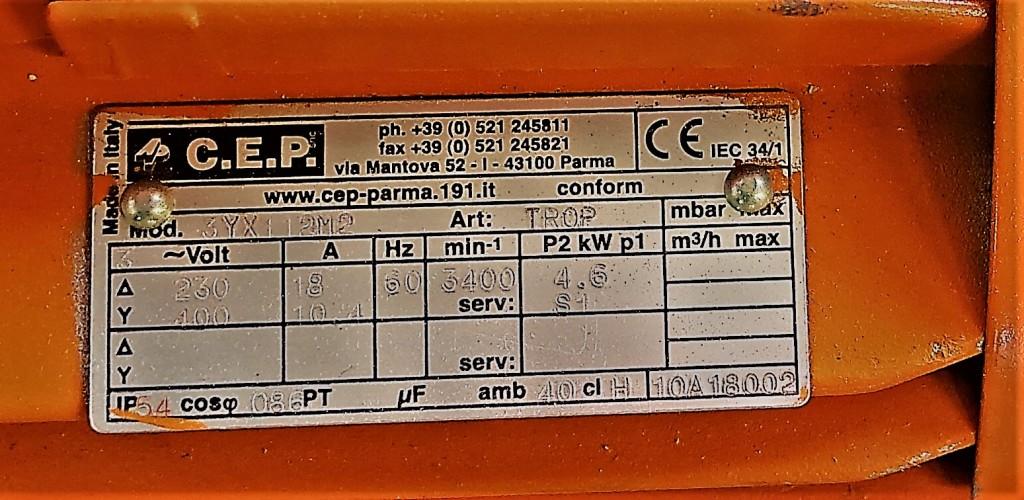 Made in Italy
C.E.P. snc
ph. +39 (0) 521 245811
fax +39 (0) 521 245821
via Mantova 52 - I - 43100 Parma
CE IEC 34/1
www.cep-parma.191.it conform
Mod. 3YX112M2 Art: TROP mbar max
3 ~Volt A Hz min-1 P2 kW p1 m3/h max
Δ 230 18 60 3400 4.6
Y 400 10.4 serv: S1
Δ
Y serv:
IP54 cosφ 086 PT µF amb 40 cl H 10A18002